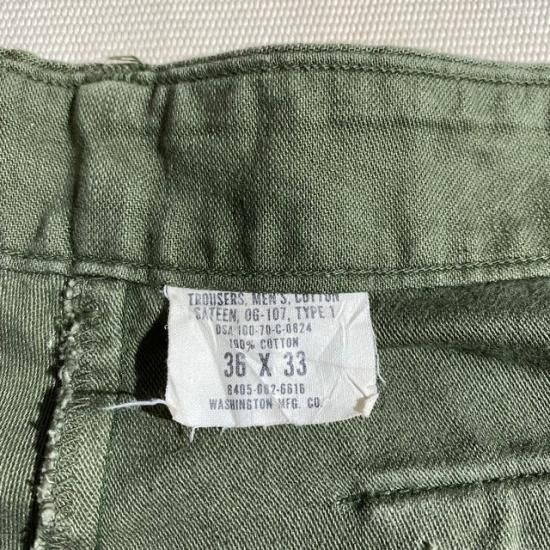 TROUSERS, MEN'S, COTTON
SATEEN, OG-107, TYPE 1
DSA 100-70-C-0824
100% COTTON
36 X 33
8405-082-6616
WASHINGTON MFG. CO.